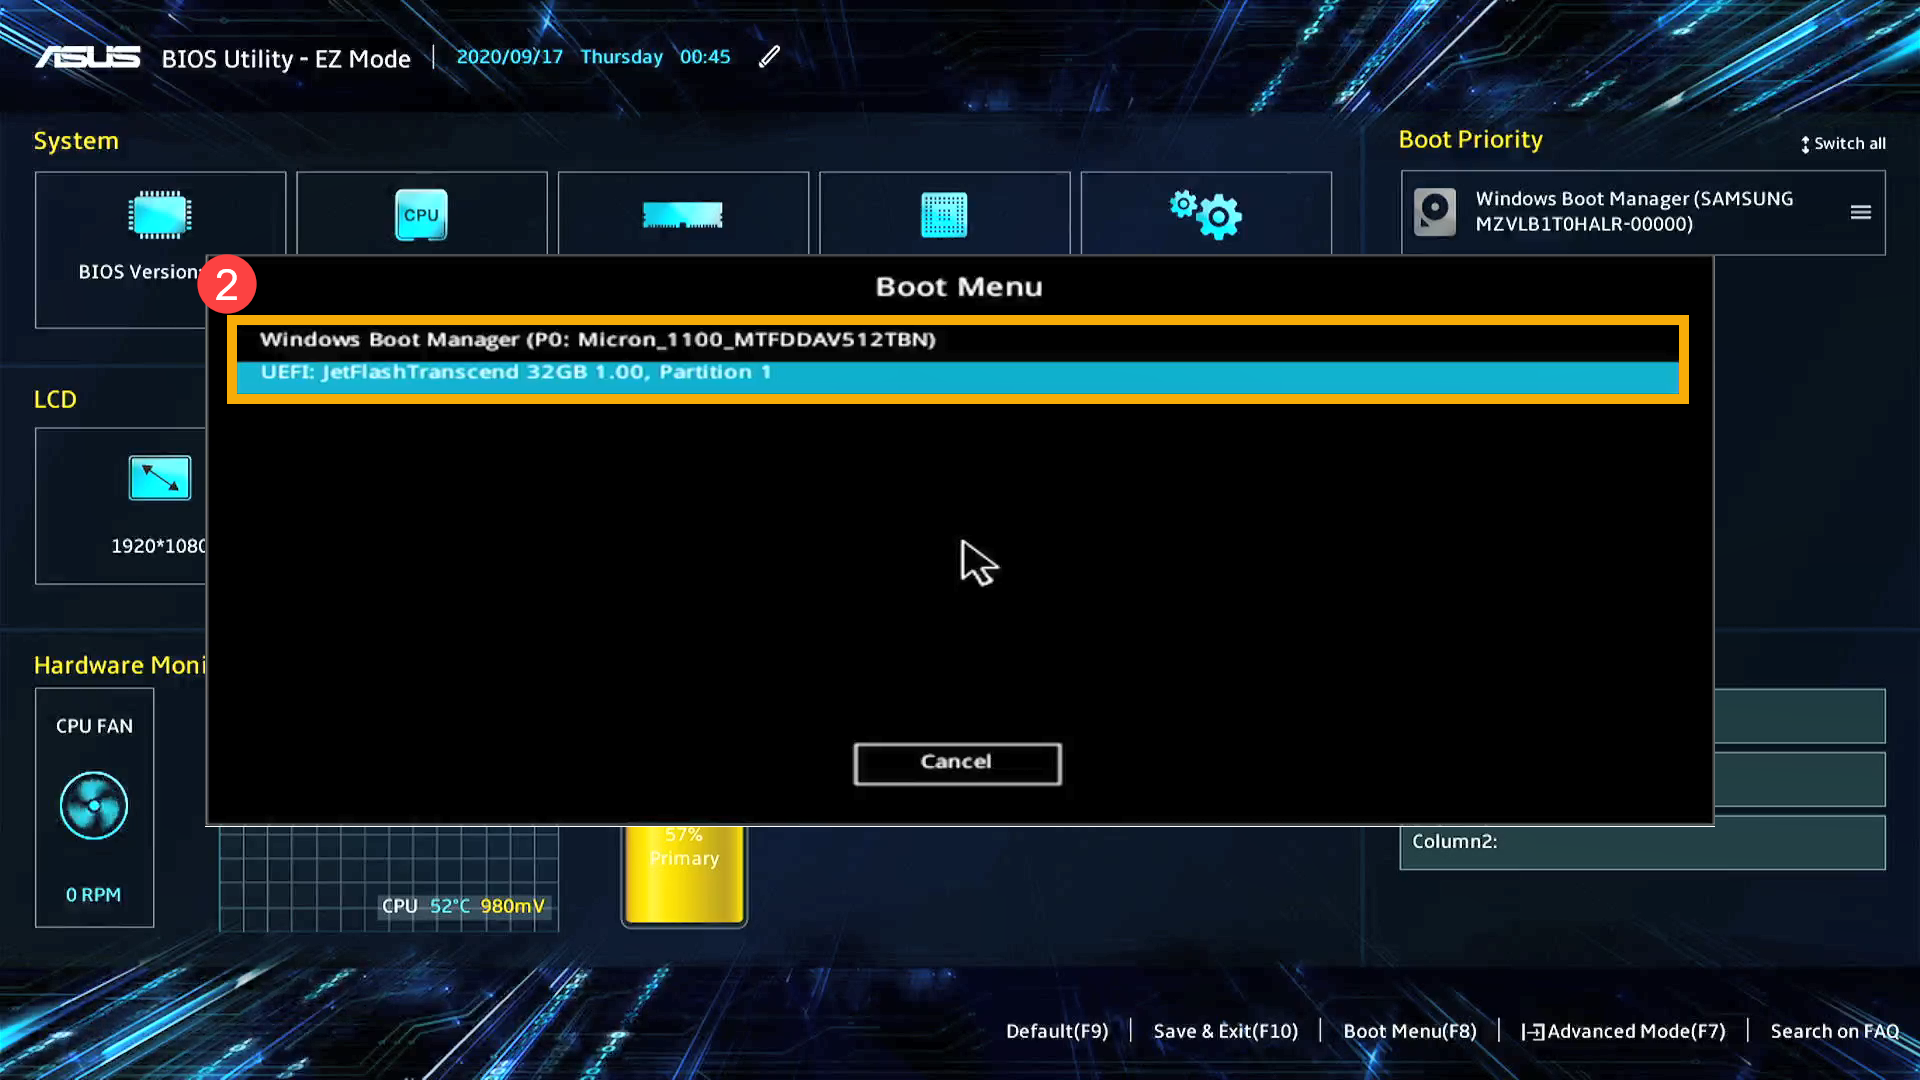 ASUS BIOS Utility - EZ Mode 2020/09/17 Thursday 00:45
System
CPU
BIOS Version
Boot Priority
Switch all
Windows Boot Manager (SAMSUNG
MZVLB1T0HALR-00000)
2
Boot Menu
Windows Boot Manager (P0: Micron_1100_MTFDDAV512TBN)
UEFI: JetFlashTranscend 32GB 1.00, Partition 1
Cancel
LCD
1920*1080
Hardware Moni
CPU FAN
0 RPM
CPU 52°C 980mV
57%
Primary
Column2:
Default(F9) Save & Exit(F10) Boot Menu(F8) Advanced Mode(F7) Search on FAQ